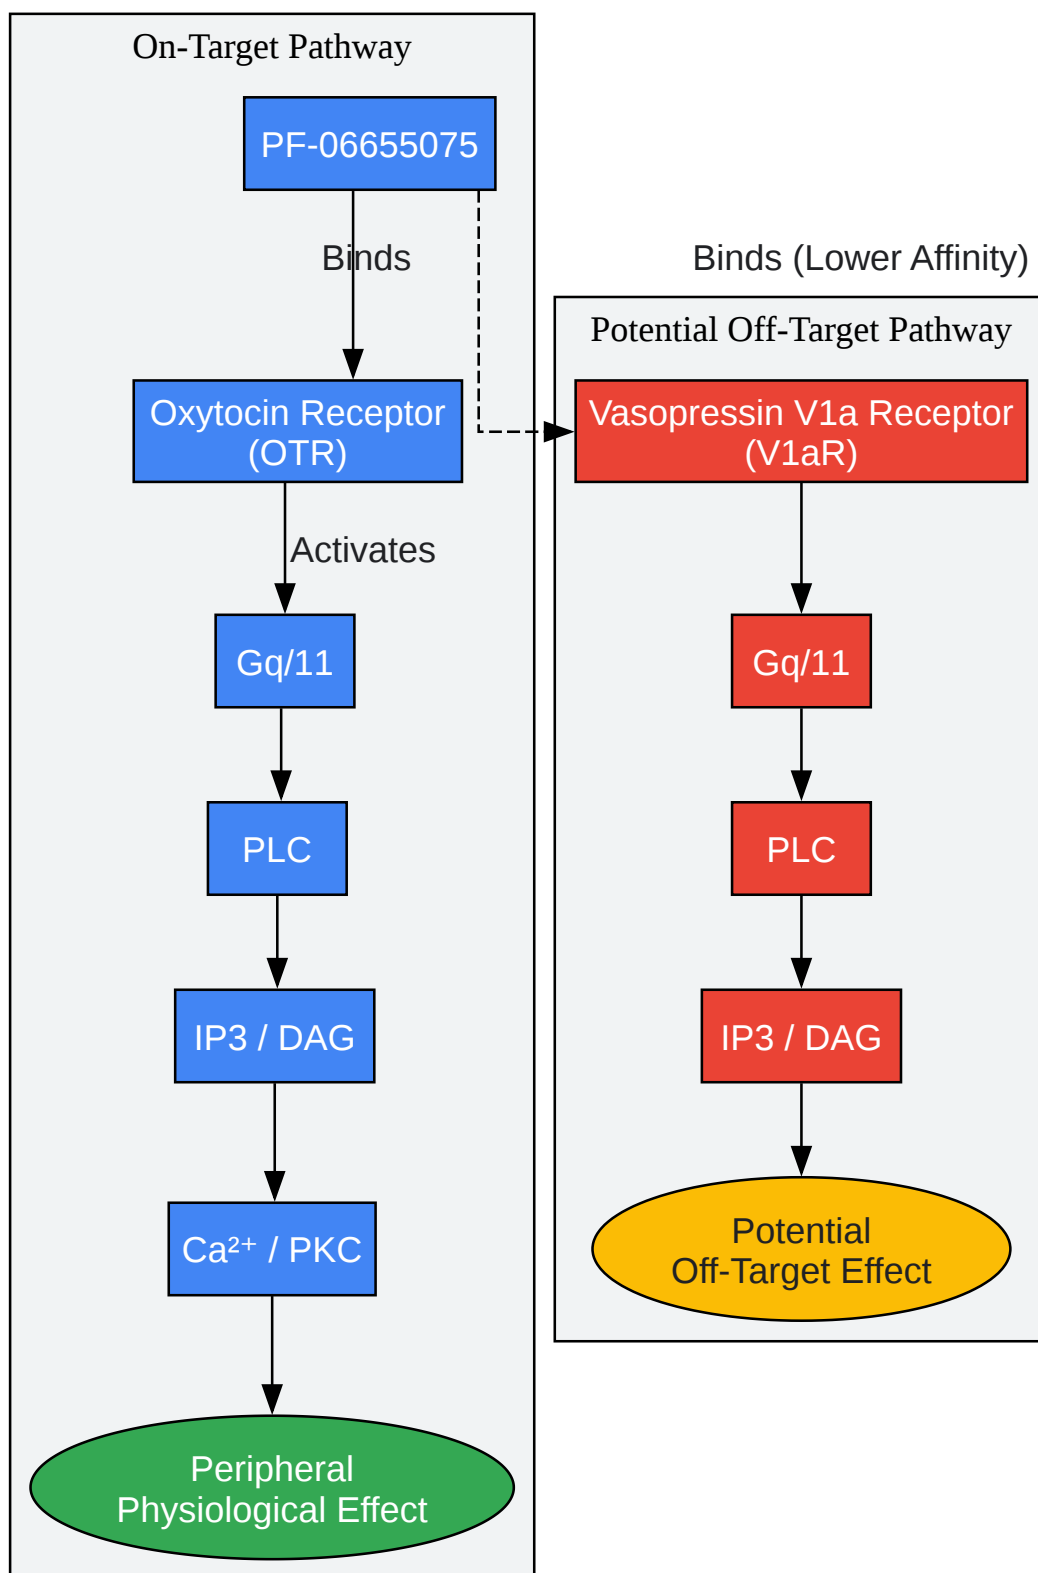 On-Target Pathway
PF-06655075
Binds
Oxytocin Receptor
(OTR)
Activates
Gq/11
PLC
IP3 / DAG
Ca²⁺ / PKC
Peripheral
Physiological Effect
Binds (Lower Affinity)
Potential Off-Target Pathway
Vasopressin V1a Receptor
(V1aR)
Gq/11
PLC
IP3 / DAG
Potential
Off-Target Effect